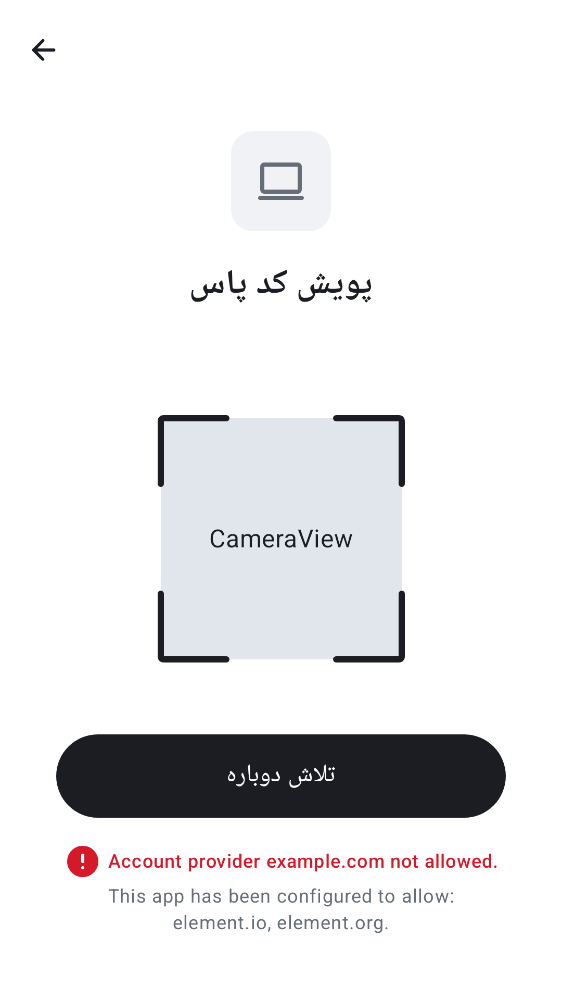 پویش کد پاس
CameraView
تلاش دوباره
Account provider example.com not allowed.
This app has been configured to allow:
element.io, element.org.